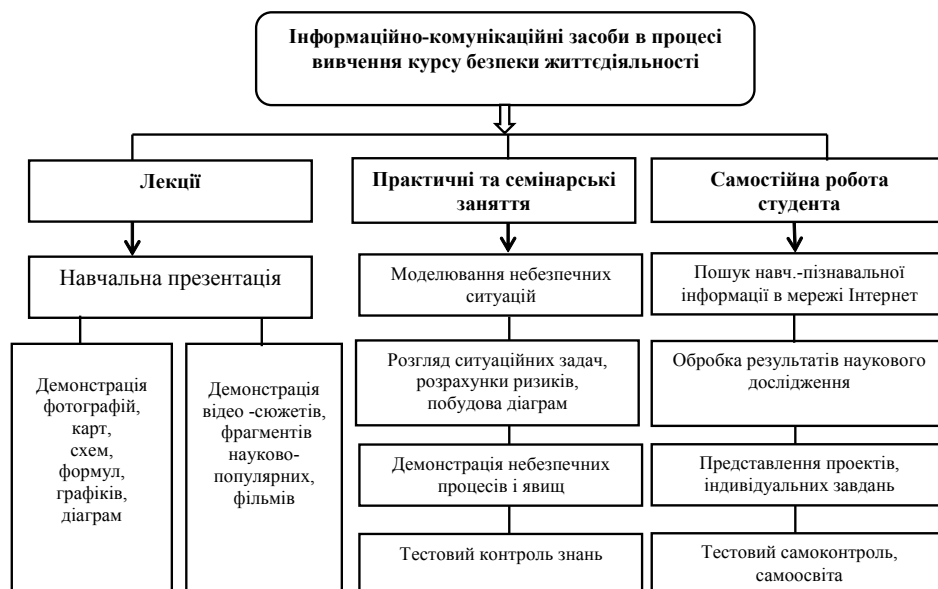 Інформаційно-комунікаційні засоби в процесі
вивчення курсу безпеки життєдіяльності
Лекції
Навчальна презентація
Демонстрація
фотографій,
карт,
схем,
формул,
графіків,
діаграм
Демонстрація
відео -сюжетів,
фрагментів
науково-
популярних,
фільмів
Практичні та семінарські
заняття
Моделювання небезпечних
ситуацій
Розгляд ситуаційних задач,
розрахунки ризиків,
побудова діаграм
Демонстрація небезпечних
процесів і явищ
Тестовий контроль знань
Самостійна робота
студента
Пошук навч.-пізнавальної
інформації в мережі Інтернет
Обробка результатів наукового
дослідження
Представлення проектів,
індивідуальних завдань
Тестовий самоконтроль,
самоосвіта